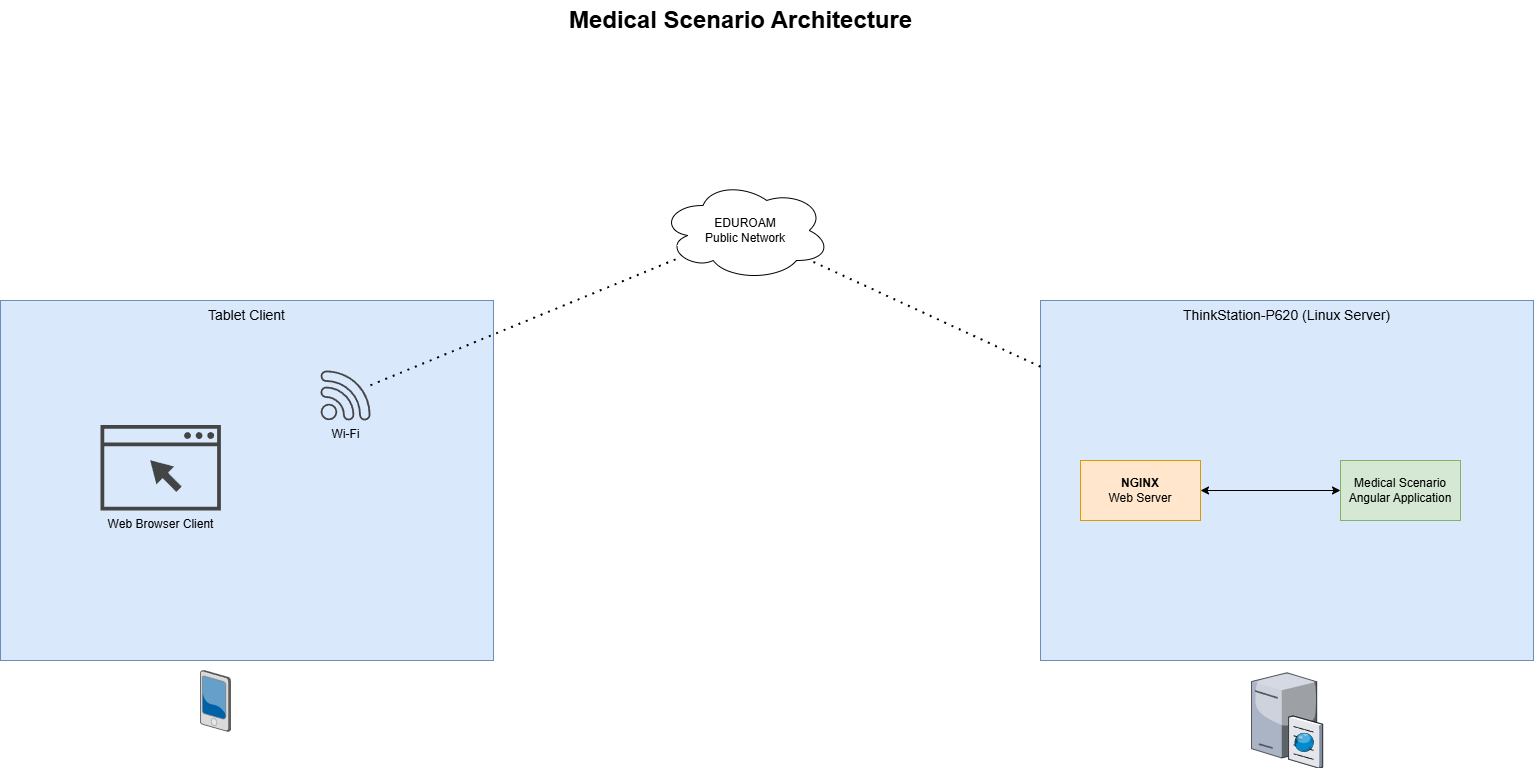 Medical Scenario Architecture
EDUROAM
Public Network
Tablet Client
Wi-Fi
Web Browser Client
ThinkStation-P620 (Linux Server)
NGINX
Web Server
Medical Scenario
Angular Application